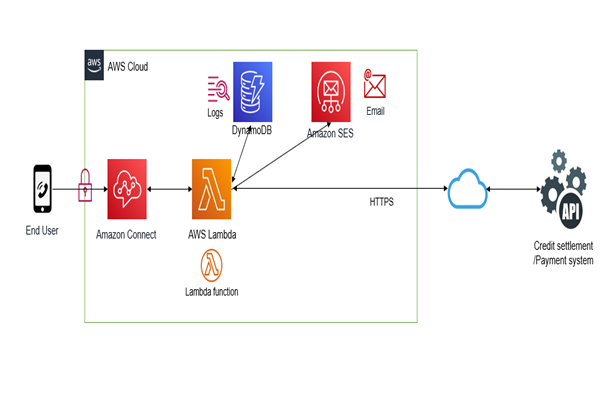 aws
AWS Cloud
Logs
DynamoDB
Amazon SES
@
Email
End User
Amazon Connect
AWS Lambda
HTTPS
API
Credit settlement
/Payment system
Lambda function